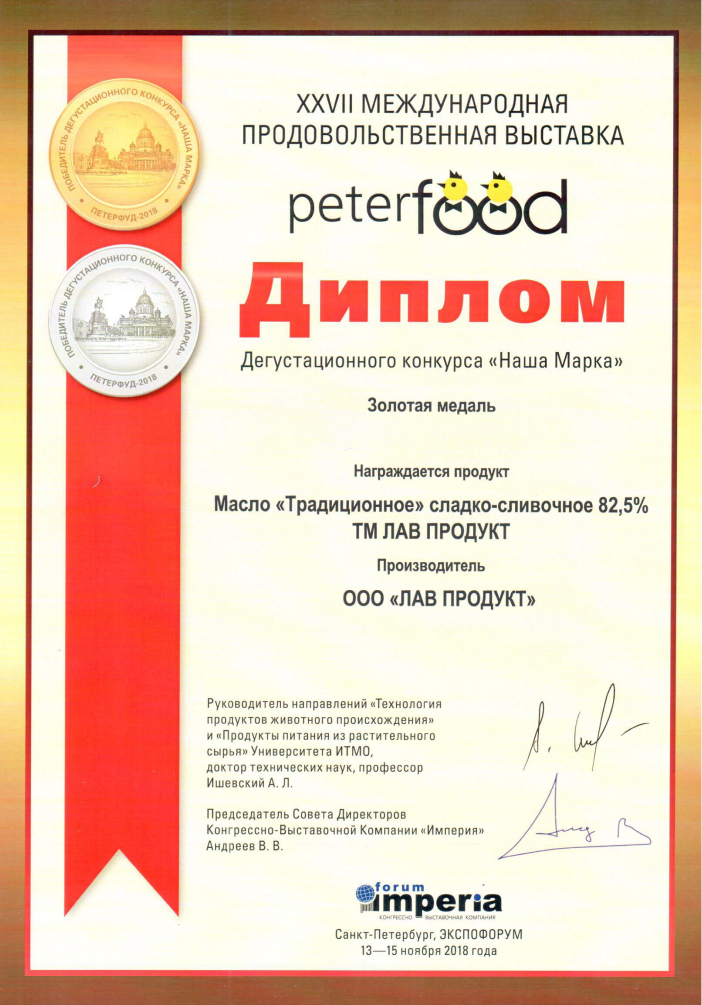 XXVII МЕЖДУНАРОДНАЯ
ПРОДОВОЛЬСТВЕННАЯ ВЫСТАВКА
peterfood
Диплом
Дегустационного конкурса «Наша Марка»
Золотая медаль
Награждается продукт
Масло «Традиционное» сладко-сливочное 82,5%
ТМ ЛАВ ПРОДУКТ
Производитель
ООО «ЛАВ ПРОДУКТ»
ПОБЕДИТЕЛЬ ДЕГУСТАЦИОННОГО КОНКУРСА «НАША МАРКА»
• ПЕТЕРФУД-2018 •
ПОБЕДИТЕЛЬ ДЕГУСТАЦИОННОГО КОНКУРСА «НАША МАРКА»
• ПЕТЕРФУД-2018 •
Руководитель направлений «Технология
продуктов животного происхождения»
и «Продукты питания из растительного
сырья» Университета ИТМО,
доктор технических наук, профессор
Ишевский А. Л.
Председатель Совета Директоров
Конгрессно-Выставочной Компании «Империя»
Андреев В. В.
forum
imperia
КОНГРЕССНО ВЫСТАВОЧНАЯ КОМПАНИЯ
Санкт-Петербург, ЭКСПОФОРУМ
13—15 ноября 2018 года